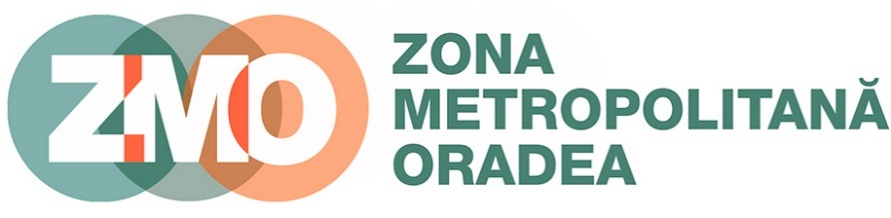 ZMO
ZONA
METROPOLITANĂ
ORADEA